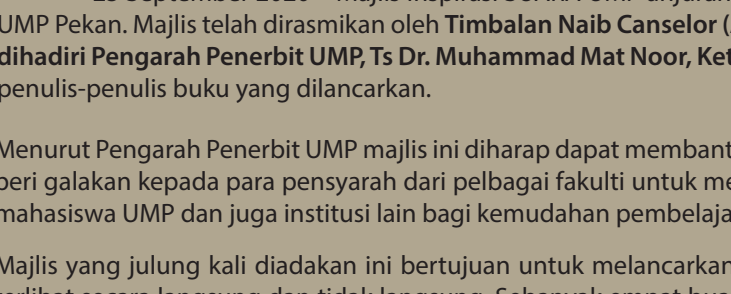 UMP Pekan. Majlis telah dirasmikan oleh Timbalan Naib Canselor (
dihadiri Pengarah Penerbit UMP, Ts Dr. Muhammad Mat Noor, Ket
penulis-penulis buku yang dilancarkan.
Menurut Pengarah Penerbit UMP majlis ini diharap dapat membant
beri galakan kepada para pensyarah dari pelbagai fakulti untuk me
mahasiswa UMP dan juga institusi lain bagi kemudahan pembelaja
Majlis yang julung kali diadakan ini bertujuan untuk melancarkan